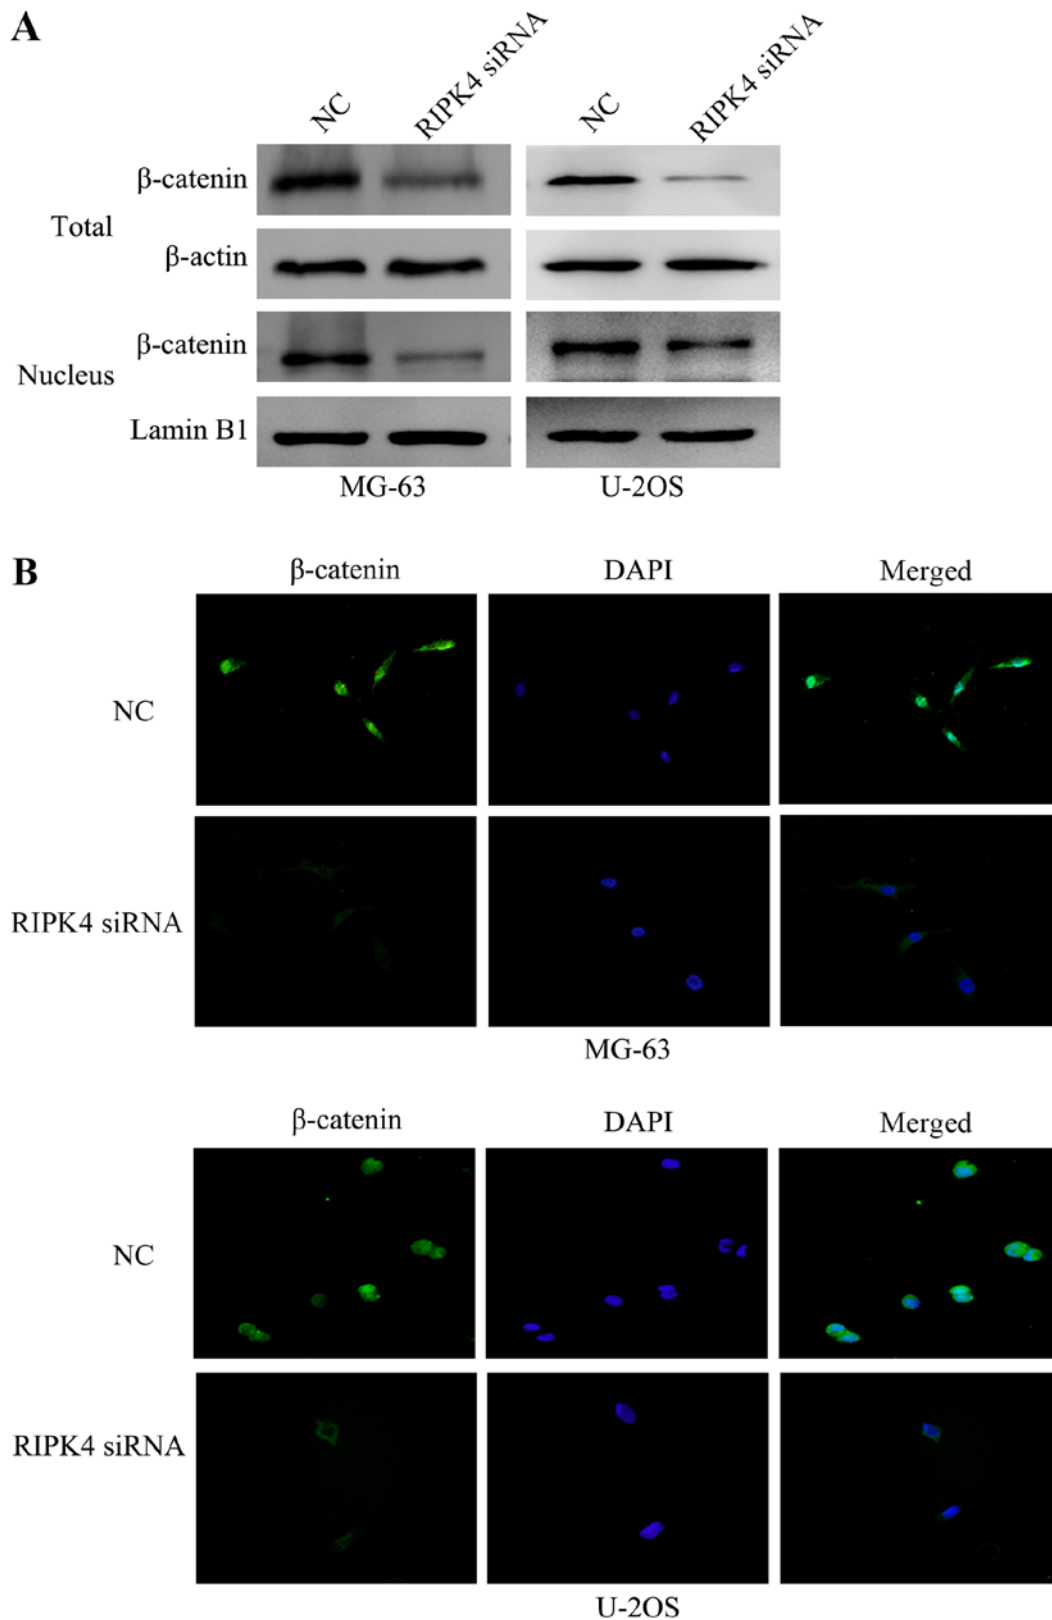 A
NC RIPK4 siRNA NC RIPK4 siRNA
β-catenin
Total
β-actin
β-catenin
Nucleus
Lamin B1
MG-63 U-2OS
B
β-catenin DAPI Merged
NC
RIPK4 siRNA
MG-63
β-catenin DAPI Merged
NC
RIPK4 siRNA
U-2OS